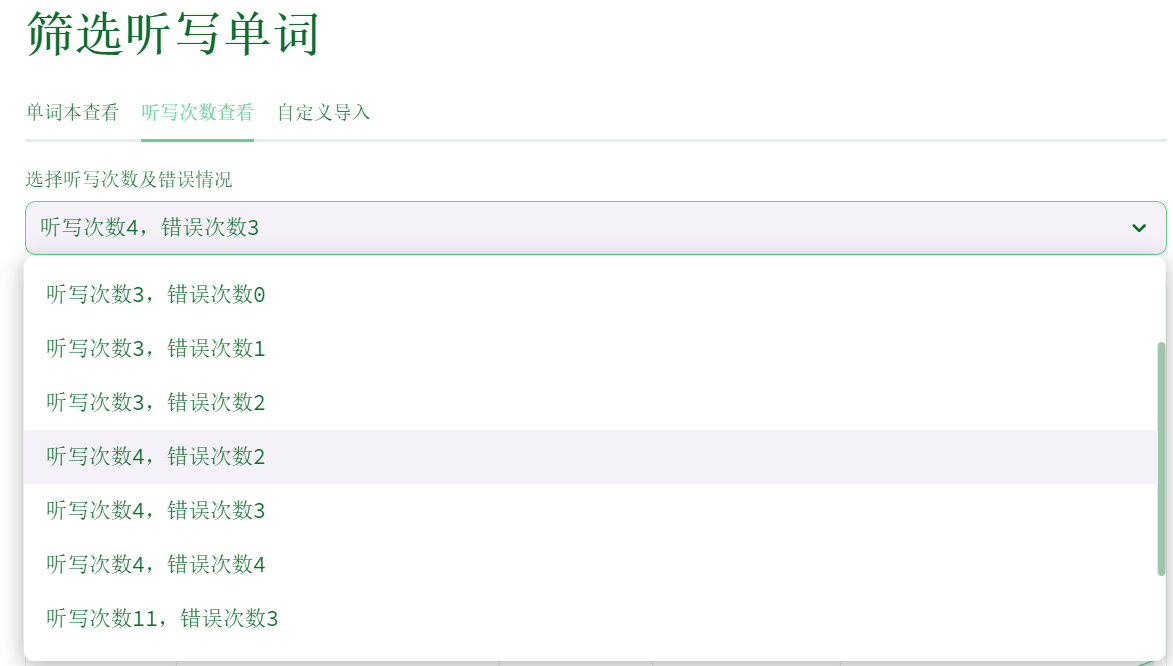 筛选听写单词
单词本查看 听写次数查看 自定义导入
选择听写次数及错误情况
听写次数4，错误次数3
听写次数3，错误次数0
听写次数3，错误次数1
听写次数3，错误次数2
听写次数4，错误次数2
听写次数4，错误次数3
听写次数4，错误次数4
听写次数11，错误次数3